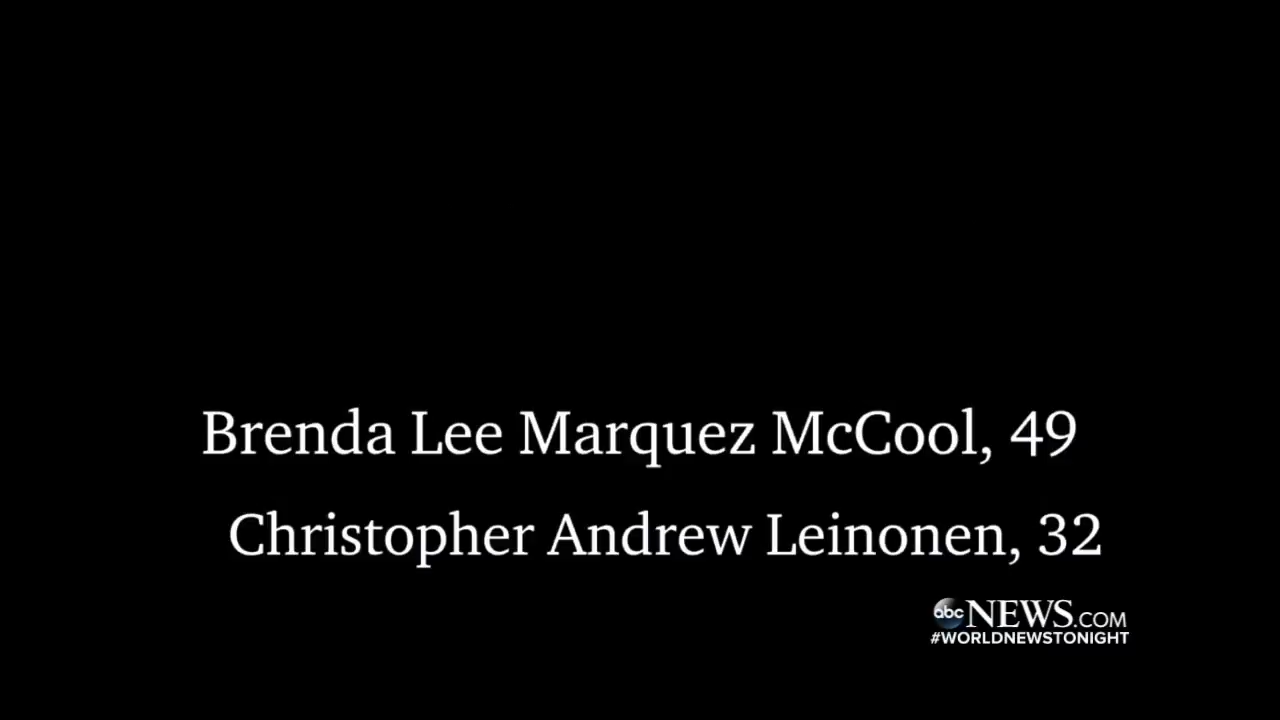 Brenda Lee Marquez McCool, 49
Christopher Andrew Leinonen, 32
abc NEWS.COM
#WORLDNEWSTONIGHT